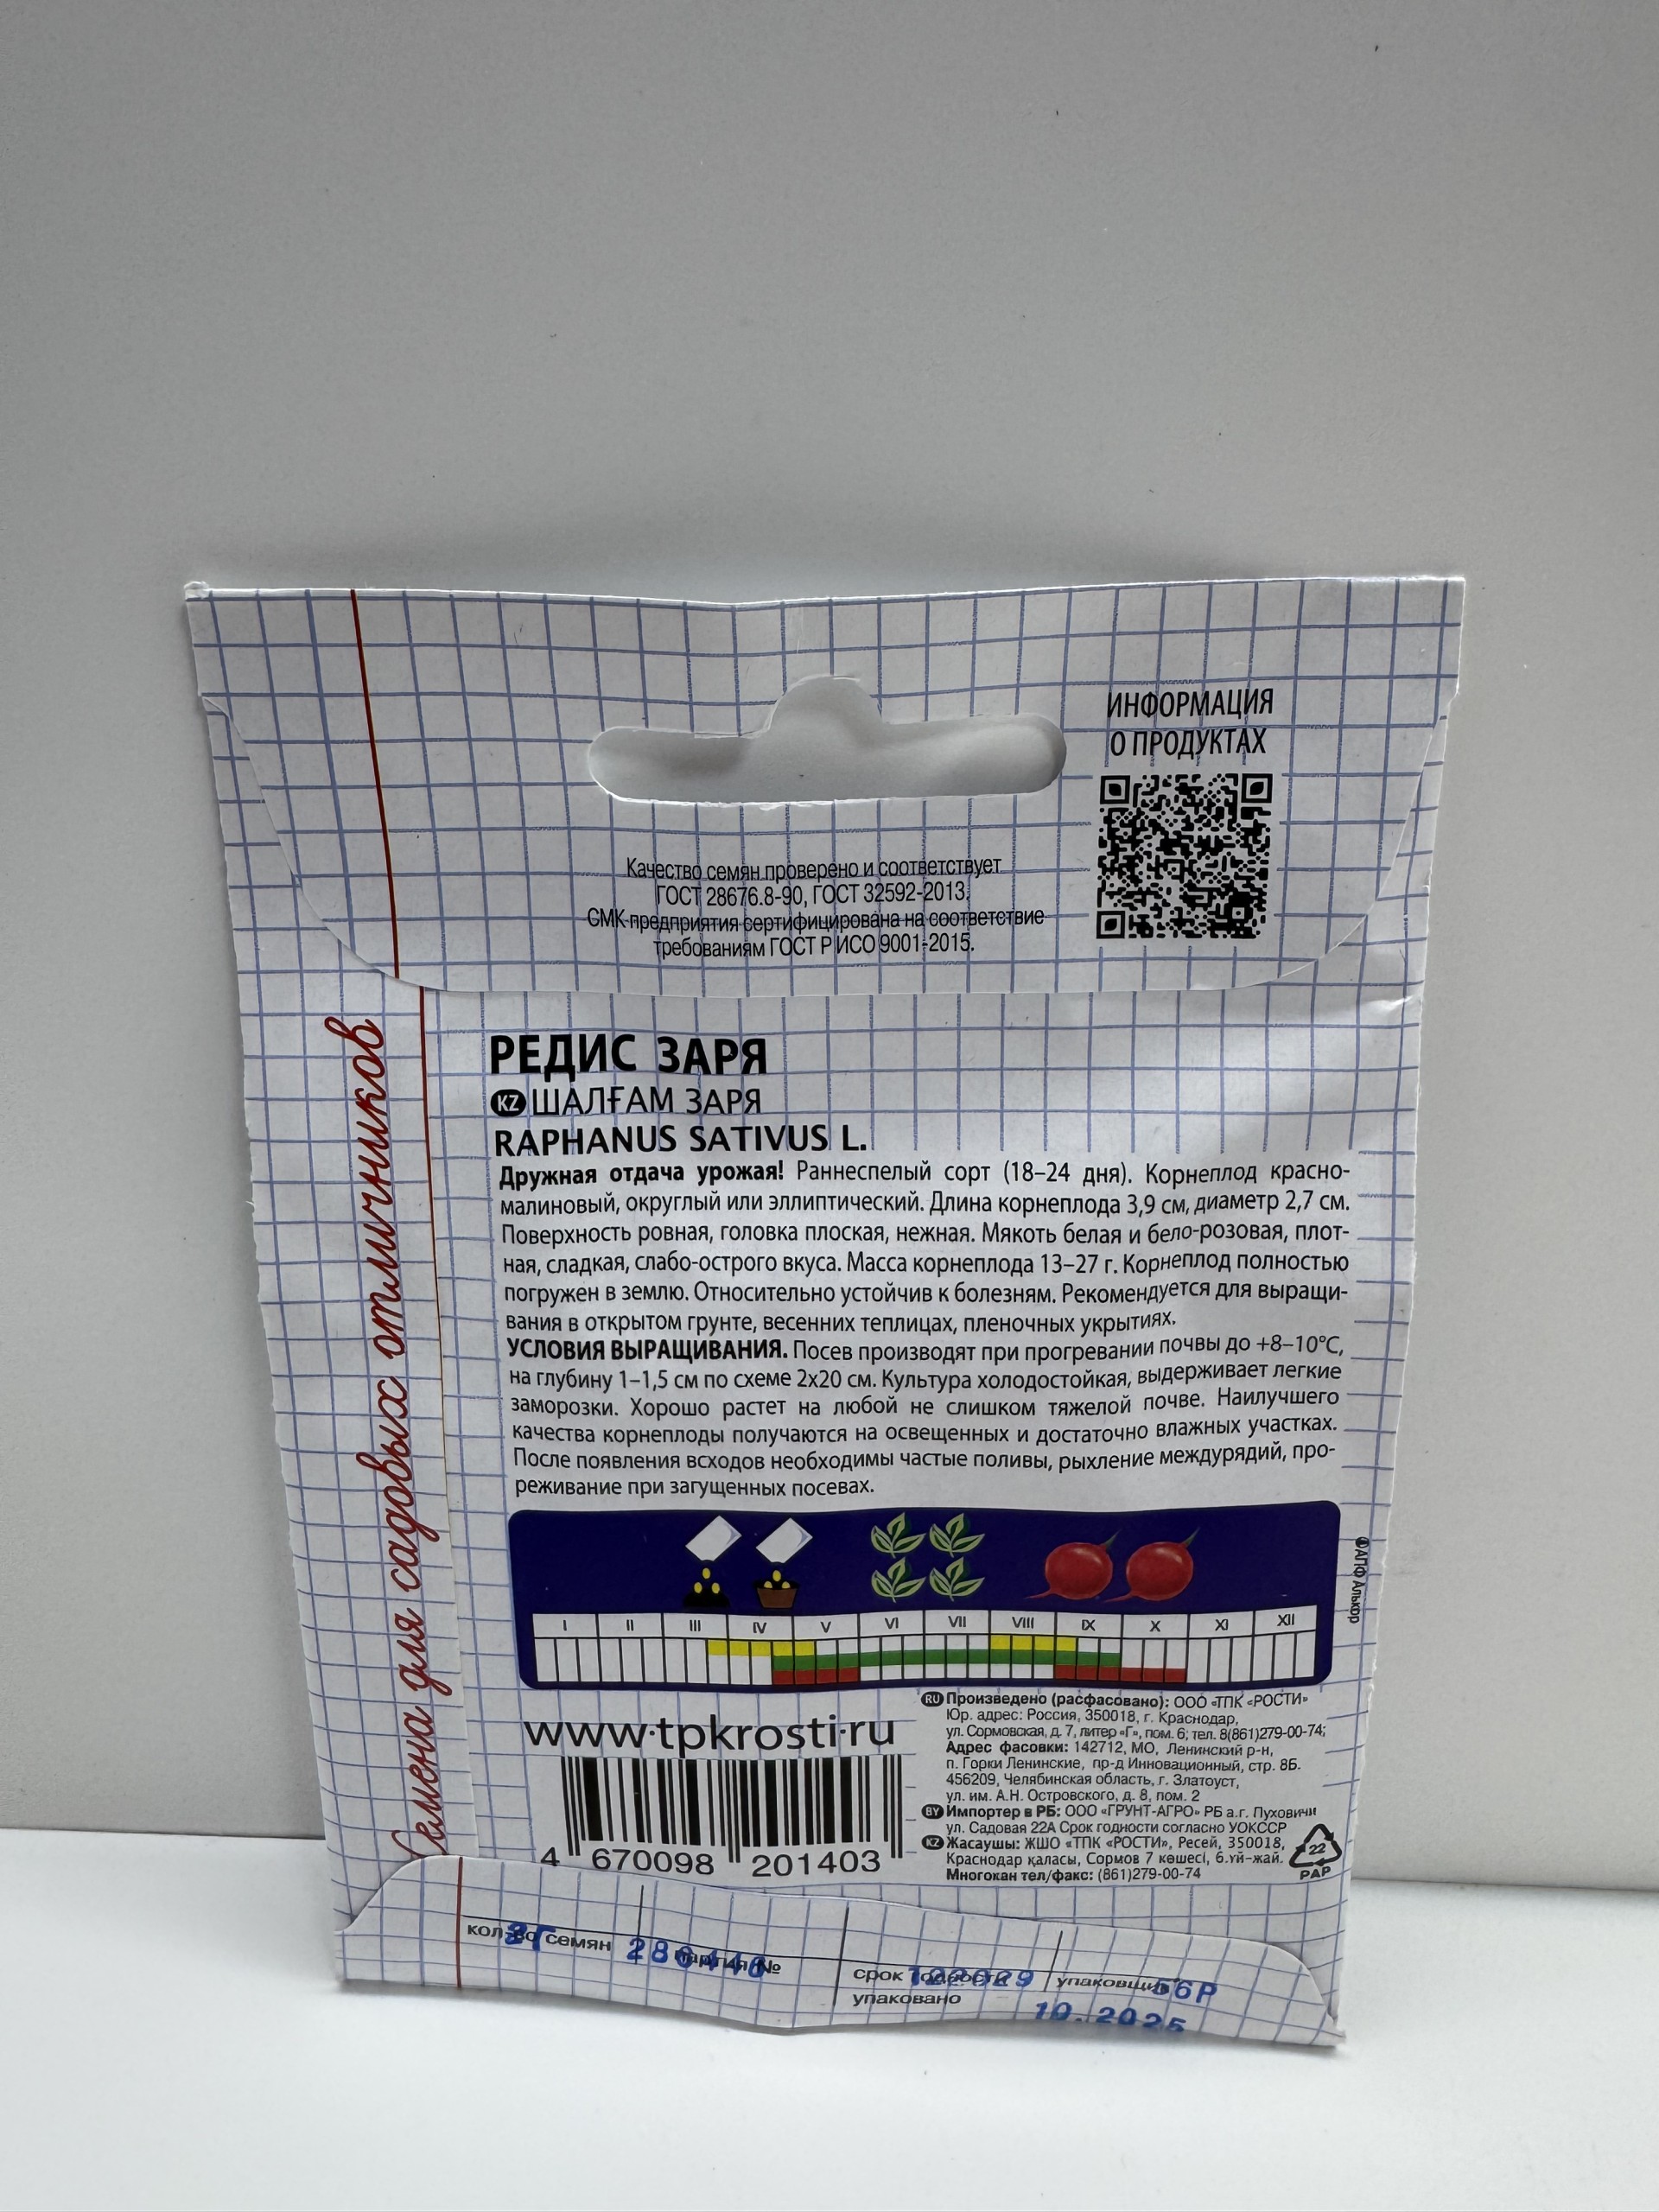 ИНФОРМАЦИЯ
О ПРОДУКТАХ
Качество семян проверено и соответствует
ГОСТ 28676.8-90, ГОСТ 32592-2013.
СМК предприятия сертифицирована на соответствие
требованиям ГОСТ Р ИСО 9001-2015.
Семена для садовых отличников
РЕДИС ЗАРЯ
KZ ШАЛҒАМ ЗАРЯ
RAPHANUS SATIVUS L.
Дружная отдача урожая! Раннеспелый сорт (18–24 дня). Корнеплод красно-
малиновый, округлый или эллиптический. Длина корнеплода 3,9 см, диаметр 2,7 см.
Поверхность ровная, головка плоская, нежная. Мякоть белая и бело-розовая, плот-
ная, сладкая, слабо-острого вкуса. Масса корнеплода 13–27 г. Корнеплод полностью
погружен в землю. Относительно устойчив к болезням. Рекомендуется для выращи-
вания в открытом грунте, весенних теплицах, пленочных укрытиях.
УСЛОВИЯ ВЫРАЩИВАНИЯ. Посев производят при прогревании почвы до +8–10°С,
на глубину 1–1,5 см по схеме 2х20 см. Культура холодостойкая, выдерживает легкие
заморозки. Хорошо растет на любой не слишком тяжелой почве. Наилучшего
качества корнеплоды получаются на освещенных и достаточно влажных участках.
После появления всходов необходимы частые поливы, рыхление междурядий, про-
реживание при загущенных посевах.
I II III IV V VI VII VIII IX X XI XII
©АПФ Алькор
www.tpkrosti.ru
4 670098 201403
RU Произведено (расфасовано): ООО «ТПК «РОСТИ»
Юр. адрес: Россия, 350018, г. Краснодар,
ул. Сормовская, д. 7, литер «Г», пом. 6; тел. 8(861)279-00-74;
Адрес фасовки: 142712, МО, Ленинский р-н,
п. Горки Ленинские, пр-д Инновационный, стр. 8Б.
456209, Челябинская область, г. Златоуст,
ул. им. А.Н. Островского, д. 8, пом. 2
BY Импортер в РБ: ООО «ГРУНТ-АГРО» РБ а.г. Пуховичи
ул. Садовая 22А Срок годности согласно УОКССР
KZ Жасаушы: ЖШО «ТПК «РОСТИ», Ресей, 350018,
Краснодар қаласы, Сормов 7 көшесі, 6.үй-жай.
Многокан тел/факс: (861)279-00-74
22
PAP
кол-во семян
партия № 286446
срок годности 122029
упаковщик 56Р
упаковано 10.2025